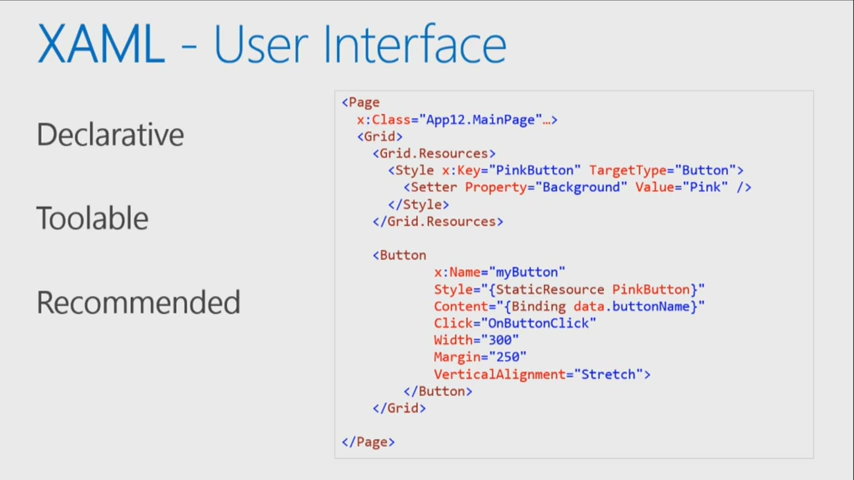 XAML - User Interface
Declarative
Toolable
Recommended
<Page
x:Class="App12.MainPage"…>
<Grid>
<Grid.Resources>
<Style x:Key="PinkButton" TargetType="Button">
<Setter Property="Background" Value="Pink" />
</Style>
</Grid.Resources>
<Button
x:Name="myButton"
Style="{StaticResource PinkButton}"
Content="{Binding data.buttonName}"
Click="OnButtonClick"
Width="300"
Margin="250"
VerticalAlignment="Stretch">
</Button>
</Grid>
</Page>